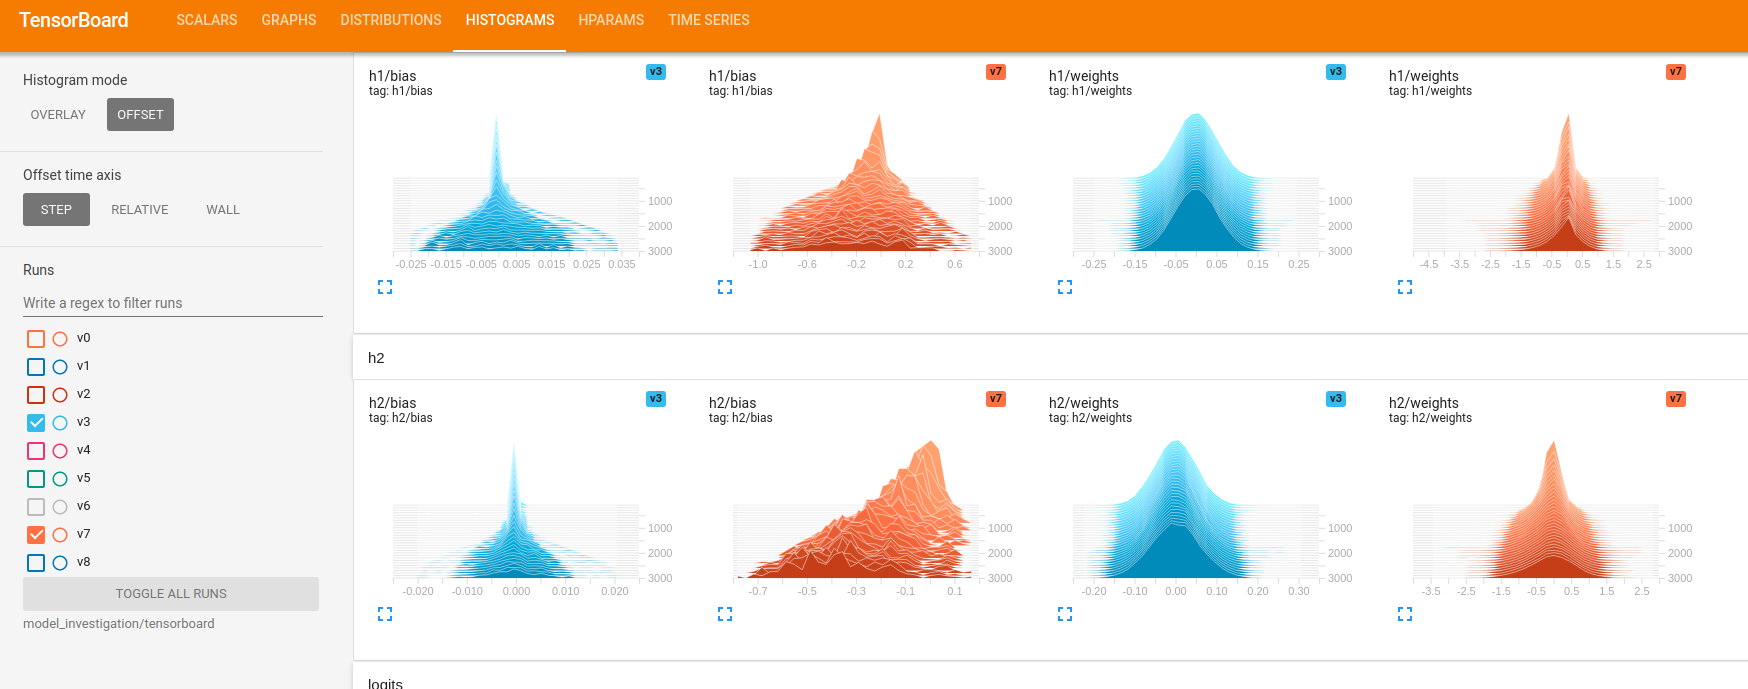 TensorBoard SCALARS GRAPHS DISTRIBUTIONS HISTOGRAMS HPARAMS TIME SERIES
Histogram mode
OVERLAY OFFSET
Offset time axis
STEP RELATIVE WALL
Runs
Write a regex to filter runs
v0
v1
v2
v3
v4
v5
v6
v7
v8
TOGGLE ALL RUNS
model_investigation/tensorboard
h1/bias v3
tag: h1/bias
1000
2000
3000
-0.025 -0.015 -0.005 0.005 0.015 0.025 0.035
h1/bias v7
tag: h1/bias
1000
2000
3000
-1.0 -0.6 -0.2 0.2 0.6
h1/weights v3
tag: h1/weights
1000
2000
3000
-0.25 -0.15 -0.05 0.05 0.15 0.25
h1/weights v7
tag: h1/weights
1000
2000
3000
-4.5 -3.5 -2.5 -1.5 -0.5 0.5 1.5 2.5
h2
h2/bias v3
tag: h2/bias
1000
2000
3000
-0.020 -0.010 0.000 0.010 0.020
h2/bias v7
tag: h2/bias
1000
2000
3000
-0.7 -0.5 -0.3 -0.1 0.1
h2/weights v3
tag: h2/weights
1000
2000
3000
-0.20 -0.10 0.00 0.10 0.20 0.30
h2/weights v7
tag: h2/weights
1000
2000
3000
-3.5 -2.5 -1.5 -0.5 0.5 1.5 2.5
logits